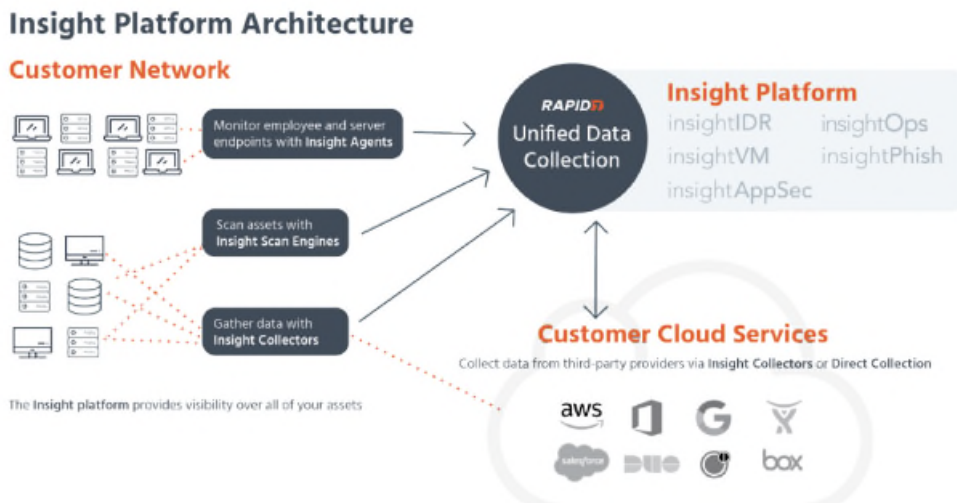 Insight Platform Architecture
Customer Network
Monitor employee and server
endpoints with Insight Agents
Scan assets with
Insight Scan Engines
Gather data with
Insight Collectors
The Insight platform provides visibility over all of your assets
RAPID7
Unified Data
Collection
Insight Platform
insightIDR
insightOps
insightVM
insightPhish
insightAppSec
Customer Cloud Services
Collect data from third-party providers via Insight Collectors or Direct Collection
aws
G
salesforce
DUO
box